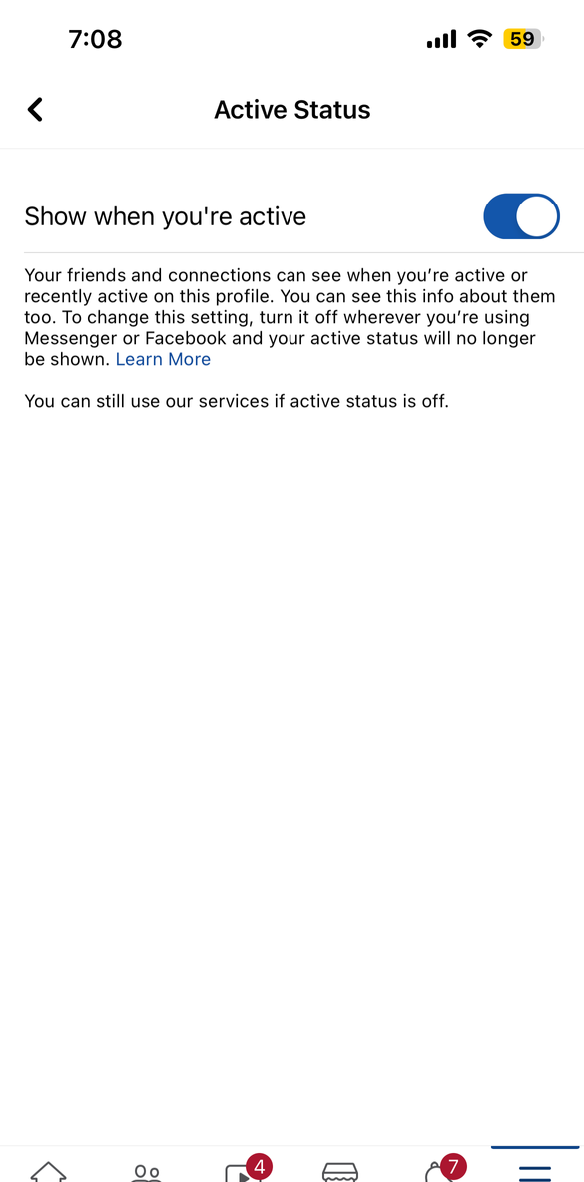 7:08
59
Active Status
Show when you're active
Your friends and connections can see when you’re active or
recently active on this profile. You can see this info about them
too. To change this setting, turn it off wherever you’re using
Messenger or Facebook and your active status will no longer
be shown. Learn More
You can still use our services if active status is off.
4
7